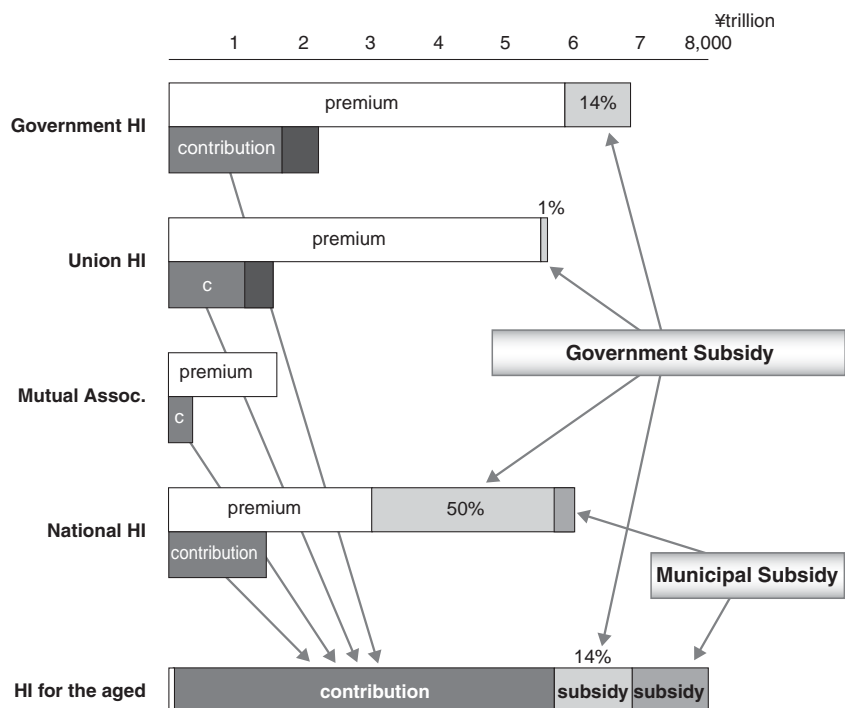 ¥trillion
1 2 3 4 5 6 7 8,000
premium 14%
Government HI
contribution
1%
premium
Union HI
c
Government Subsidy
premium
Mutual Assoc.
c
premium 50%
National HI
contribution
Municipal Subsidy
14%
HI for the aged contribution subsidy subsidy